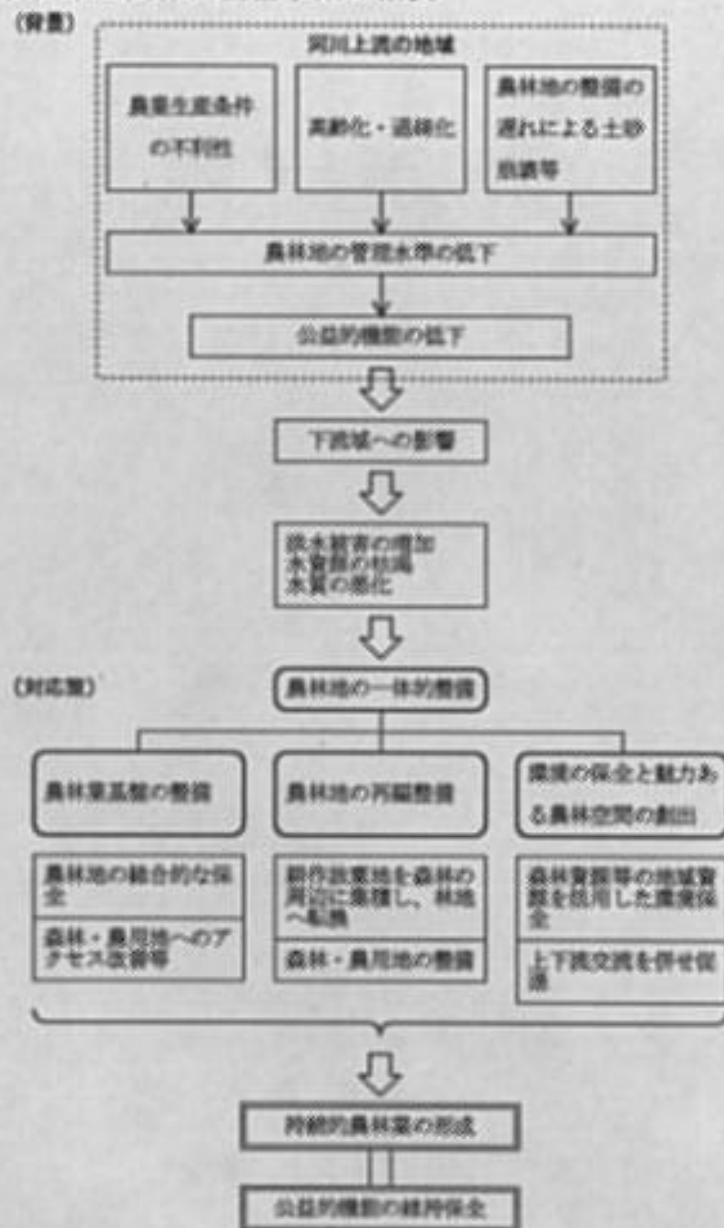 (背景)
河川上流の地域
農業生産条件
の不利性
高齢化・過疎化
農林地の整備の
遅れによる土砂
崩壊等
農林地の管理水準の低下
公益的機能の低下
下流域への影響
洪水被害の増加
水資源の枯渇
水質の悪化
(対応策)
農林地の一体的整備
農林業基盤の整備
農林地の再編整備
環境の保全と魅力あ
る農林空間の創出
農林地の総合的な保
全
森林・農用地へのア
クセス改善等
耕作放棄地を森林の
周辺に集積し、林地
へ転換
森林・農用地の整備
森林資源等の地域資
源を活用した環境保
全
上下流交流を併せ促
進
持続的農林業の形成
公益的機能の維持保全